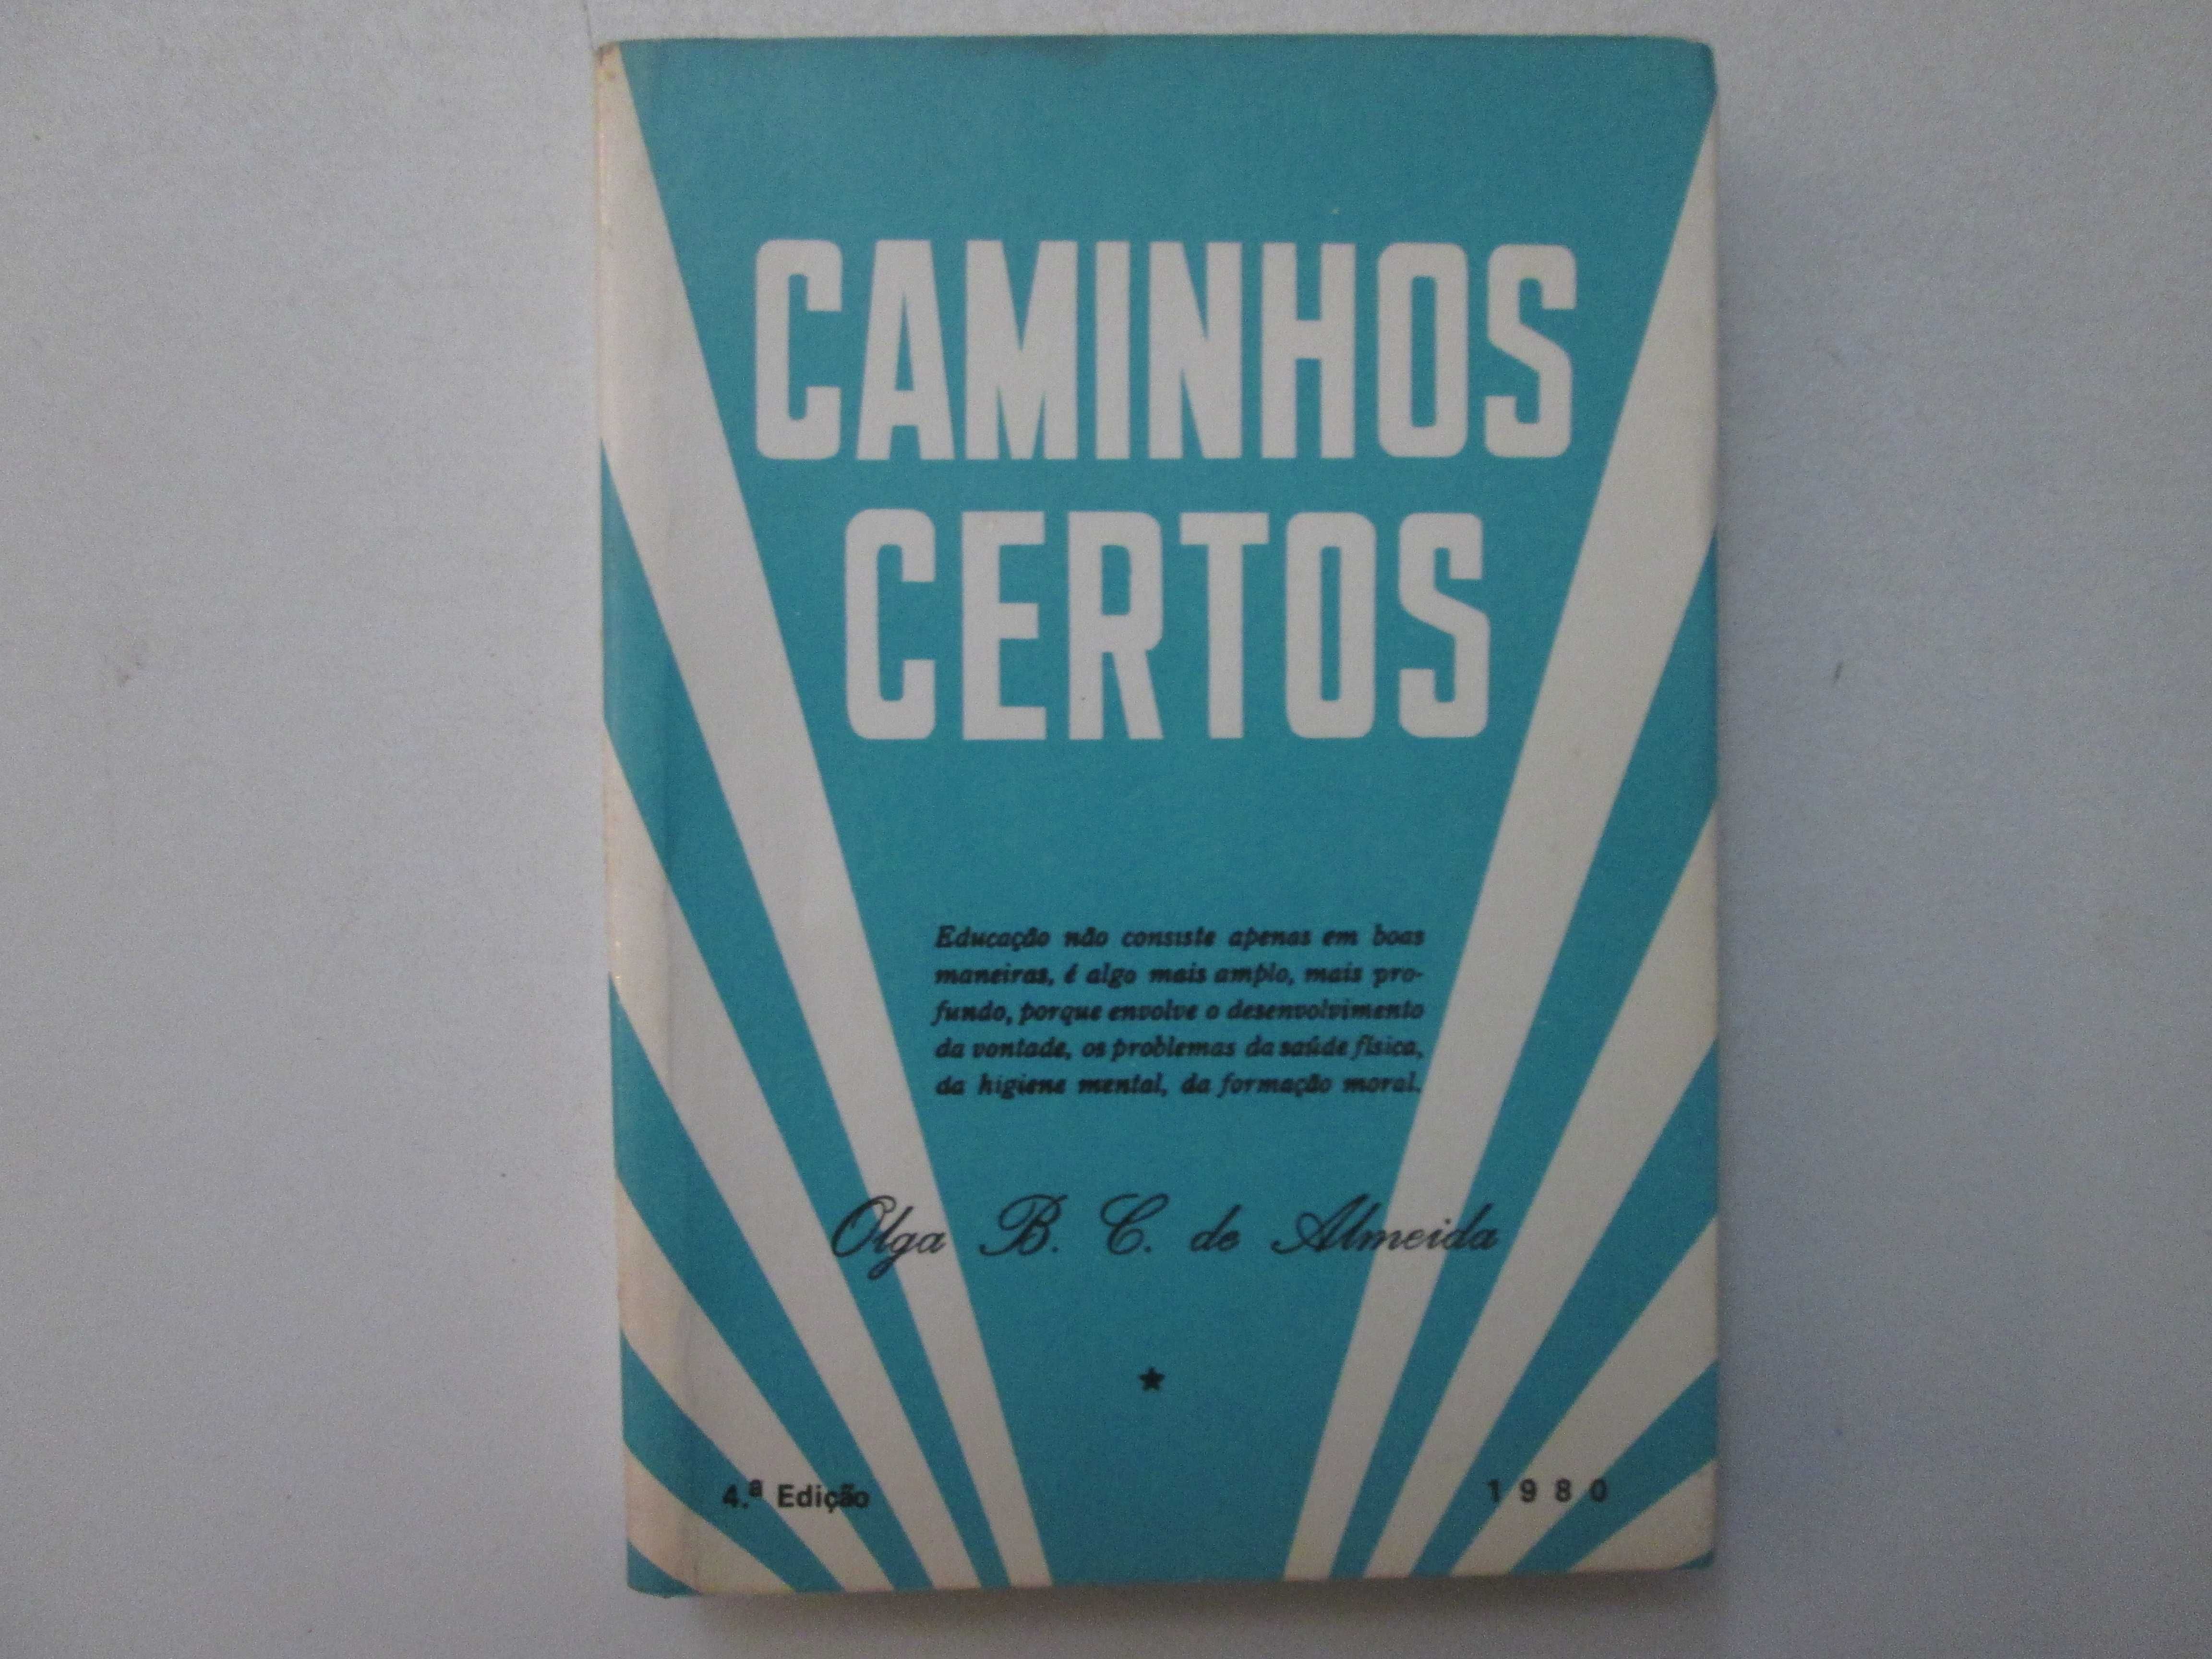 CAMINHOS
CERTOS
Educação não consiste apenas em boas
maneiras, é algo mais amplo, mais pro-
fundo, porque envolve o desenvolvimento
da vontade, os problemas da saúde física,
da higiene mental, da formação moral.
Olga B. C. de Almeida
4.ª Edição
1980